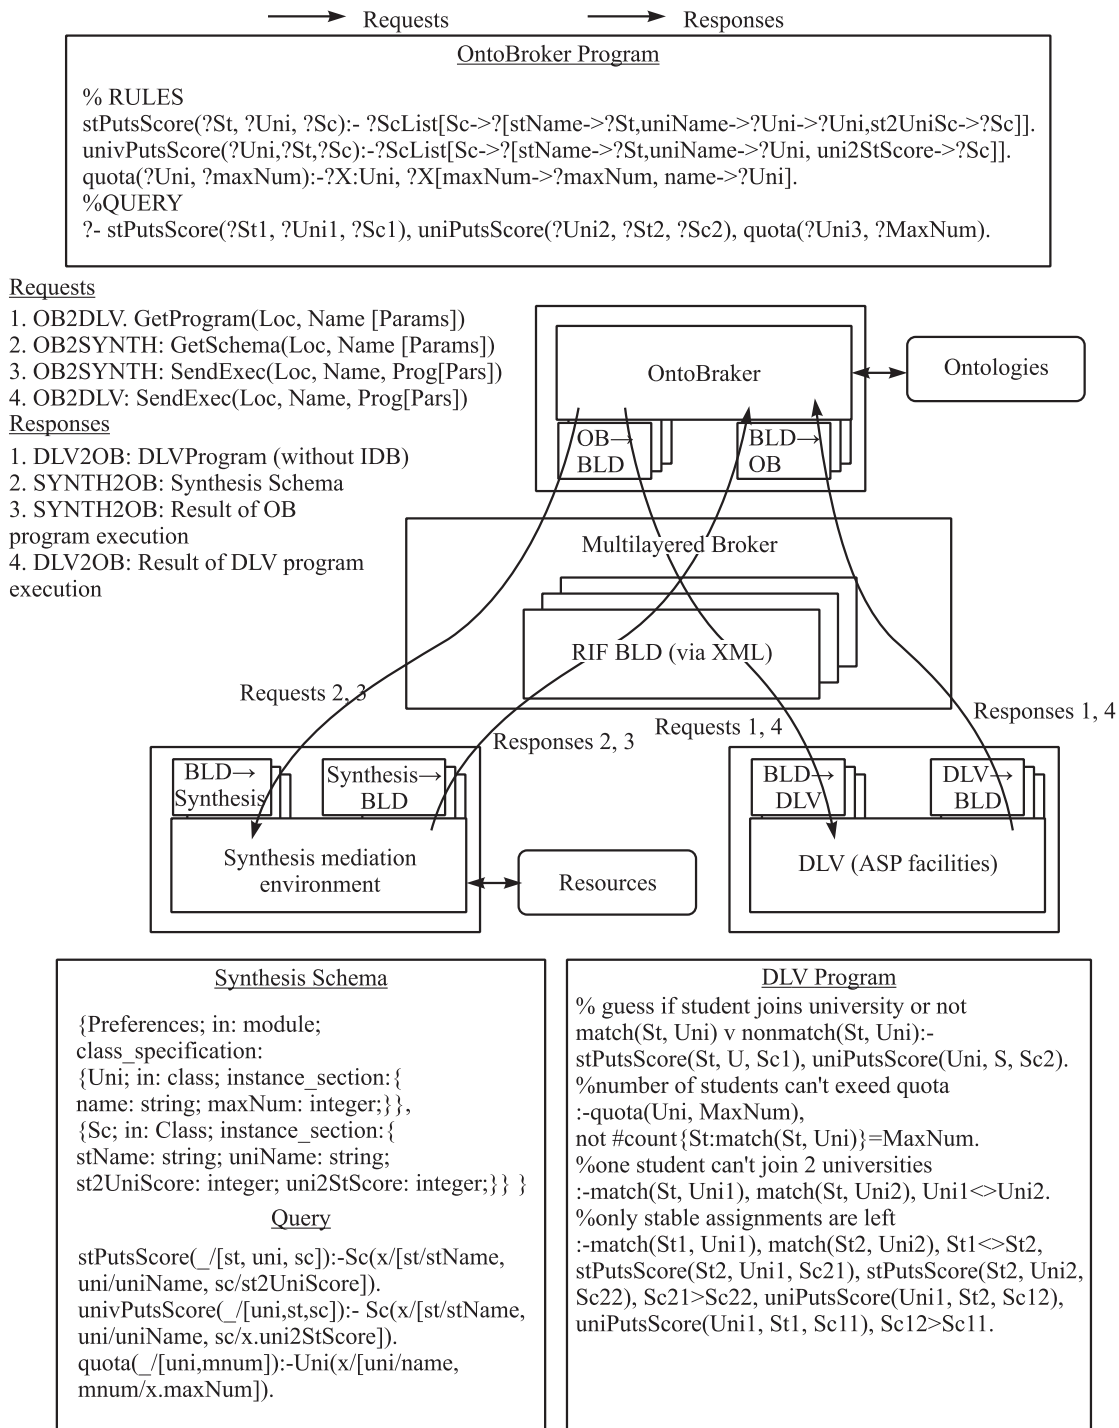 Requests
Responses
OntoBroker Program
% RULES
stPutsScore(?St, ?Uni, ?Sc):- ?ScList[Sc->?[stName->?St,uniName->?Uni->?Uni,st2UniSc->?Sc]].
univPutsScore(?Uni,?St,?Sc):-?ScList[Sc->?[stName->?St,uniName->?Uni, uni2StScore->?Sc]].
quota(?Uni, ?maxNum):-?X:Uni, ?X[maxNum->?maxNum, name->?Uni].
%QUERY
?- stPutsScore(?St1, ?Uni1, ?Sc1), uniPutsScore(?Uni2, ?St2, ?Sc2), quota(?Uni3, ?MaxNum).
Requests
1. OB2DLV. GetProgram(Loc, Name [Params])
2. OB2SYNTH: GetSchema(Loc, Name [Params])
3. OB2SYNTH: SendExec(Loc, Name, Prog[Pars])
4. OB2DLV: SendExec(Loc, Name, Prog[Pars])
Responses
1. DLV2OB: DLVProgram (without IDB)
2. SYNTH2OB: Synthesis Schema
3. SYNTH2OB: Result of OB
program execution
4. DLV2OB: Result of DLV program
execution
OntoBraker
Ontologies
OB→
BLD
BLD→
OB
Multilayered Broker
RIF BLD (via XML)
Requests 2, 3
Responses 2, 3
Requests 1, 4
Responses 1, 4
BLD→
Synthesis
Synthesis→
BLD
Synthesis mediation
environment
Resources
BLD→
DLV
DLV→
BLD
DLV (ASP facilities)
Synthesis Schema
{Preferences; in: module;
class_specification:
{Uni; in: class; instance_section:{
name: string; maxNum: integer;}},
{Sc; in: Class; instance_section:{
stName: string; uniName: string;
st2UniScore: integer; uni2StScore: integer;}} }
Query
stPutsScore(_/[st, uni, sc]):-Sc(x/[st/stName,
uni/uniName, sc/st2UniScore]).
univPutsScore(_/[uni,st,sc]):- Sc(x/[st/stName,
uni/uniName, sc/x.uni2StScore]).
quota(_/[uni,mnum]):-Uni(x/[uni/name,
mnum/x.maxNum]).
DLV Program
% guess if student joins university or not
match(St, Uni) v nonmatch(St, Uni):-
stPutsScore(St, U, Sc1), uniPutsScore(Uni, S, Sc2).
%number of students can't exeed quota
:-quota(Uni, MaxNum),
not #count{St:match(St, Uni)}=MaxNum.
%one student can't join 2 universities
:-match(St, Uni1), match(St, Uni2), Uni1<>Uni2.
%only stable assignments are left
:-match(St1, Uni1), match(St2, Uni2), St1<>St2,
stPutsScore(St2, Uni1, Sc21), stPutsScore(St2, Uni2,
Sc22), Sc21>Sc22, uniPutsScore(Uni1, St2, Sc12),
uniPutsScore(Uni1, St1, Sc11), Sc12>Sc11.